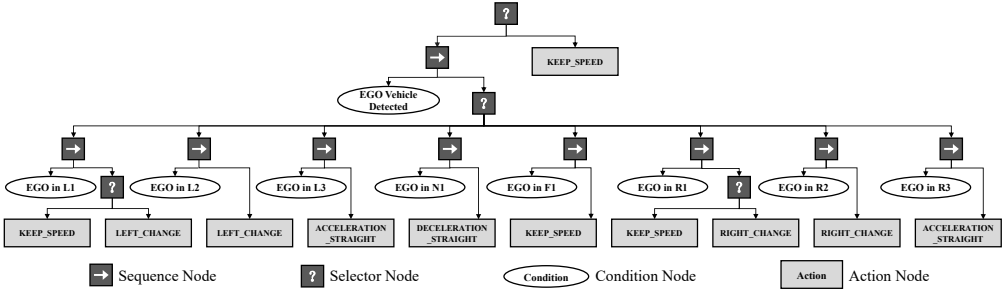 ?
→
KEEP_SPEED
EGO Vehicle
Detected
?
→ → → → → → → →
EGO in L1
?
EGO in L2
EGO in L3
EGO in N1
EGO in F1
EGO in R1
?
EGO in R2
EGO in R3
KEEP_SPEED
LEFT_CHANGE
LEFT_CHANGE
ACCELERATION
_STRAIGHT
DECELERATION
_STRAIGHT
KEEP_SPEED
KEEP_SPEED
RIGHT_CHANGE
RIGHT_CHANGE
ACCELERATION
_STRAIGHT
→ Sequence Node
? Selector Node
Condition Condition Node
Action Action Node